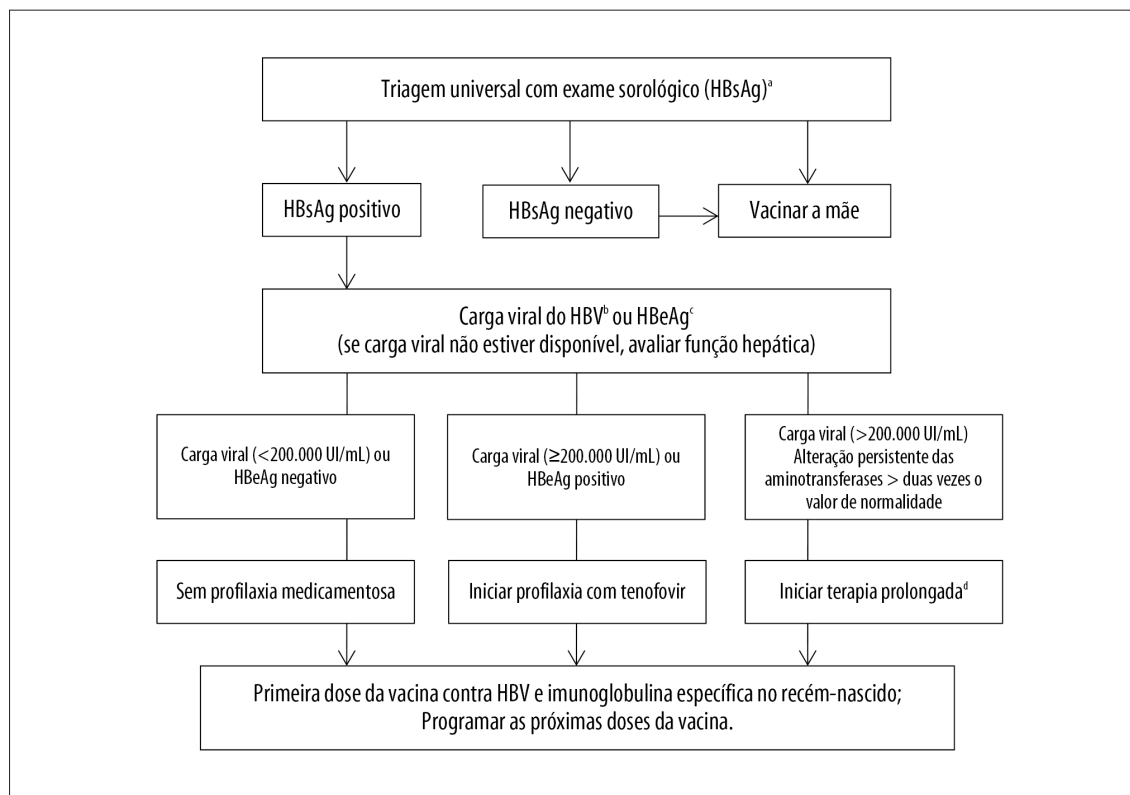 Triagem universal com exame sorológico (HBsAg)ᵃ
HBsAg positivo
HBsAg negativo
Vacinar a mãe
Carga viral do HBVᵇ ou HBeAgᶜ
(se carga viral não estiver disponível, avaliar função hepática)
Carga viral (<200.000 UI/mL) ou
HBeAg negativo
Carga viral (≥200.000 UI/mL) ou
HBeAg positivo
Carga viral (>200.000 UI/mL)
Alteração persistente das
aminotransferases > duas vezes o
valor de normalidade
Sem profilaxia medicamentosa
Iniciar profilaxia com tenofovir
Iniciar terapia prolongadaᵈ
Primeira dose da vacina contra HBV e imunoglobulina específica no recém-nascido;
Programar as próximas doses da vacina.